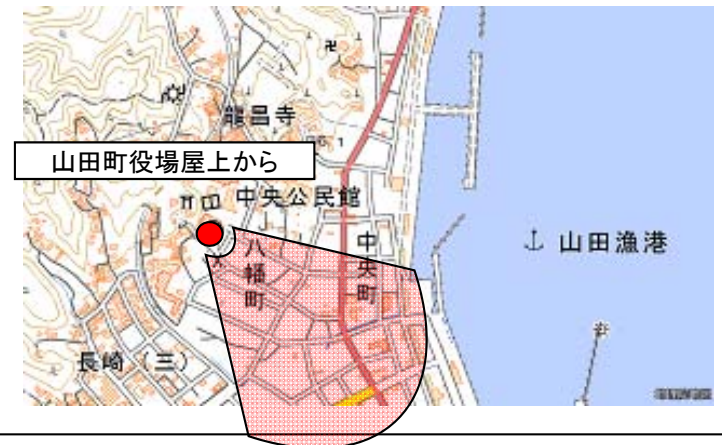 龍昌寺
山田町役場屋上から
中央公民館
八幡町
中央町
山田漁港
長崎(三)